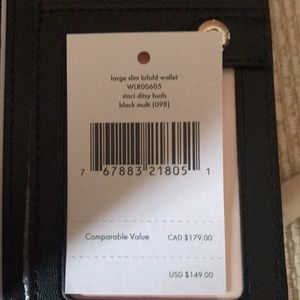 large slim bifold wallet
WLR00605
staci ditsy buds
black multi (098)
7 67883 21805 1
Comparable Value CAD $179.00
USD $149.00